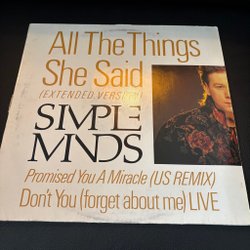 All The Things
She Said
(EXTENDED VERSION)
SIMPLE
MINDS
Promised You A Miracle (US REMIX)
Don't You (forget about me) LIVE